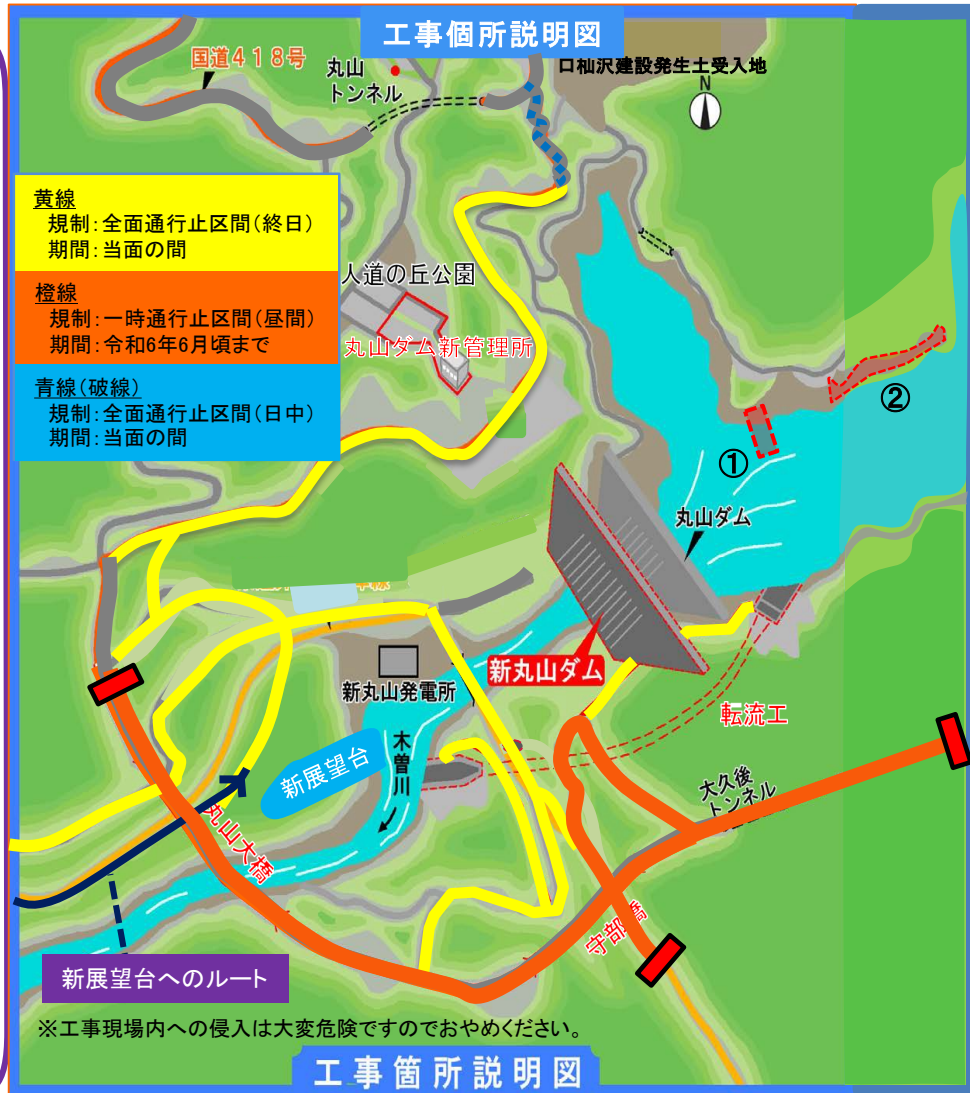 工事個所説明図
国道418号
丸山
トンネル
口杣沢建設発生土受入地
N
黄線
規制:全面通行止区間(終日)
期間:当面の間
橙線
規制:一時通行止区間(昼間)
期間:令和6年6月頃まで
青線(破線)
規制:全面通行止区間(日中)
期間:当面の間
人道の丘公園
丸山ダム新管理所
②
①
丸山ダム
新丸山ダム
新丸山発電所
転流工
木曽川
新展望台
大久後
トンネル
丸山大橋
守部橋
新展望台へのルート
※工事現場内への侵入は大変危険ですのでおやめください。
工事箇所説明図